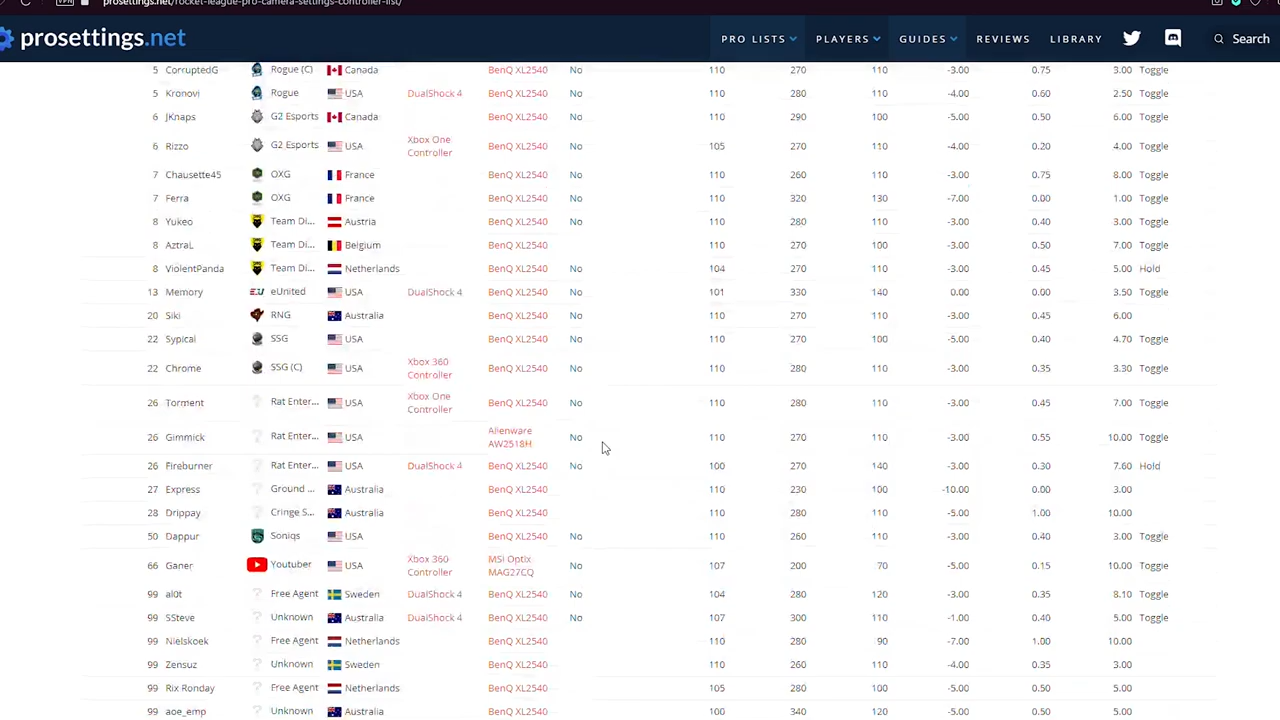 prosettings.net/rocket-league-pro-camera-settings-controller-list/
prosettings.net PRO LISTS PLAYERS GUIDES REVIEWS LIBRARY Search
5 CorruptedG Rogue (C) Canada BenQ XL2540 No 110 270 110 -3.00 0.75 3.00 Toggle
5 Kronovi Rogue USA DualShock 4 BenQ XL2540 No 110 280 110 -4.00 0.60 2.50 Toggle
6 JKnaps G2 Esports Canada BenQ XL2540 No 110 290 100 -5.00 0.50 6.00 Toggle
6 Rizzo G2 Esports USA Xbox One Controller BenQ XL2540 No 105 270 110 -4.00 0.20 4.00 Toggle
7 Chausette45 OXG France BenQ XL2540 No 110 260 110 -3.00 0.75 8.00 Toggle
7 Ferra OXG France BenQ XL2540 No 110 320 130 -7.00 0.00 1.00 Toggle
8 Yukeo Team Di... Austria BenQ XL2540 No 110 280 110 -3.00 0.40 3.00 Toggle
8 AztraL Team Di... Belgium BenQ XL2540 110 270 100 -3.00 0.50 7.00 Toggle
8 ViolentPanda Team Di... Netherlands BenQ XL2540 No 104 270 110 -3.00 0.45 5.00 Hold
13 Memory eUnited USA DualShock 4 BenQ XL2540 No 101 330 140 0.00 0.00 3.50 Toggle
20 Siki RNG Australia BenQ XL2540 No 110 270 110 -3.00 0.45 6.00
22 Sypical SSG USA BenQ XL2540 No 110 270 100 -5.00 0.40 4.70 Toggle
22 Chrome SSG (C) USA Xbox 360 Controller BenQ XL2540 No 110 280 110 -3.00 0.35 3.30 Toggle
26 Torment Rat Enter... USA Xbox One Controller BenQ XL2540 No 110 280 110 -3.00 0.45 7.00 Toggle
26 Gimmick Rat Enter... USA Alienware AW2518H No 110 270 110 -3.00 0.55 10.00 Toggle
26 Fireburner Rat Enter... USA DualShock 4 BenQ XL2540 No 100 270 140 -3.00 0.30 7.60 Hold
27 Express Ground ... Australia BenQ XL2540 110 230 100 -10.00 0.00 3.00
28 Drippay Cringe S... Australia BenQ XL2540 110 280 110 -5.00 1.00 10.00
50 Dappur Soniqs USA BenQ XL2540 No 110 260 110 -3.00 0.40 3.00 Toggle
66 Ganer Youtuber USA Xbox 360 Controller MSI Optix MAG27CQ No 107 200 70 -5.00 0.15 10.00 Toggle
99 al0t Free Agent Sweden DualShock 4 BenQ XL2540 No 104 280 120 -3.00 0.35 8.10 Toggle
99 SSteve Unknown Australia DualShock 4 BenQ XL2540 No 107 300 110 -1.00 0.40 5.00 Toggle
99 Nielskoek Free Agent Netherlands BenQ XL2540 110 280 90 -7.00 1.00 10.00
99 Zensuz Unknown Sweden BenQ XL2540 110 260 110 -4.00 0.35 3.00
99 Rix Ronday Free Agent Netherlands BenQ XL2540 105 280 100 -5.00 0.50 5.00
99 aoe_emp Unknown Australia BenQ XL2540 100 340 120 -5.00 0.50 5.00